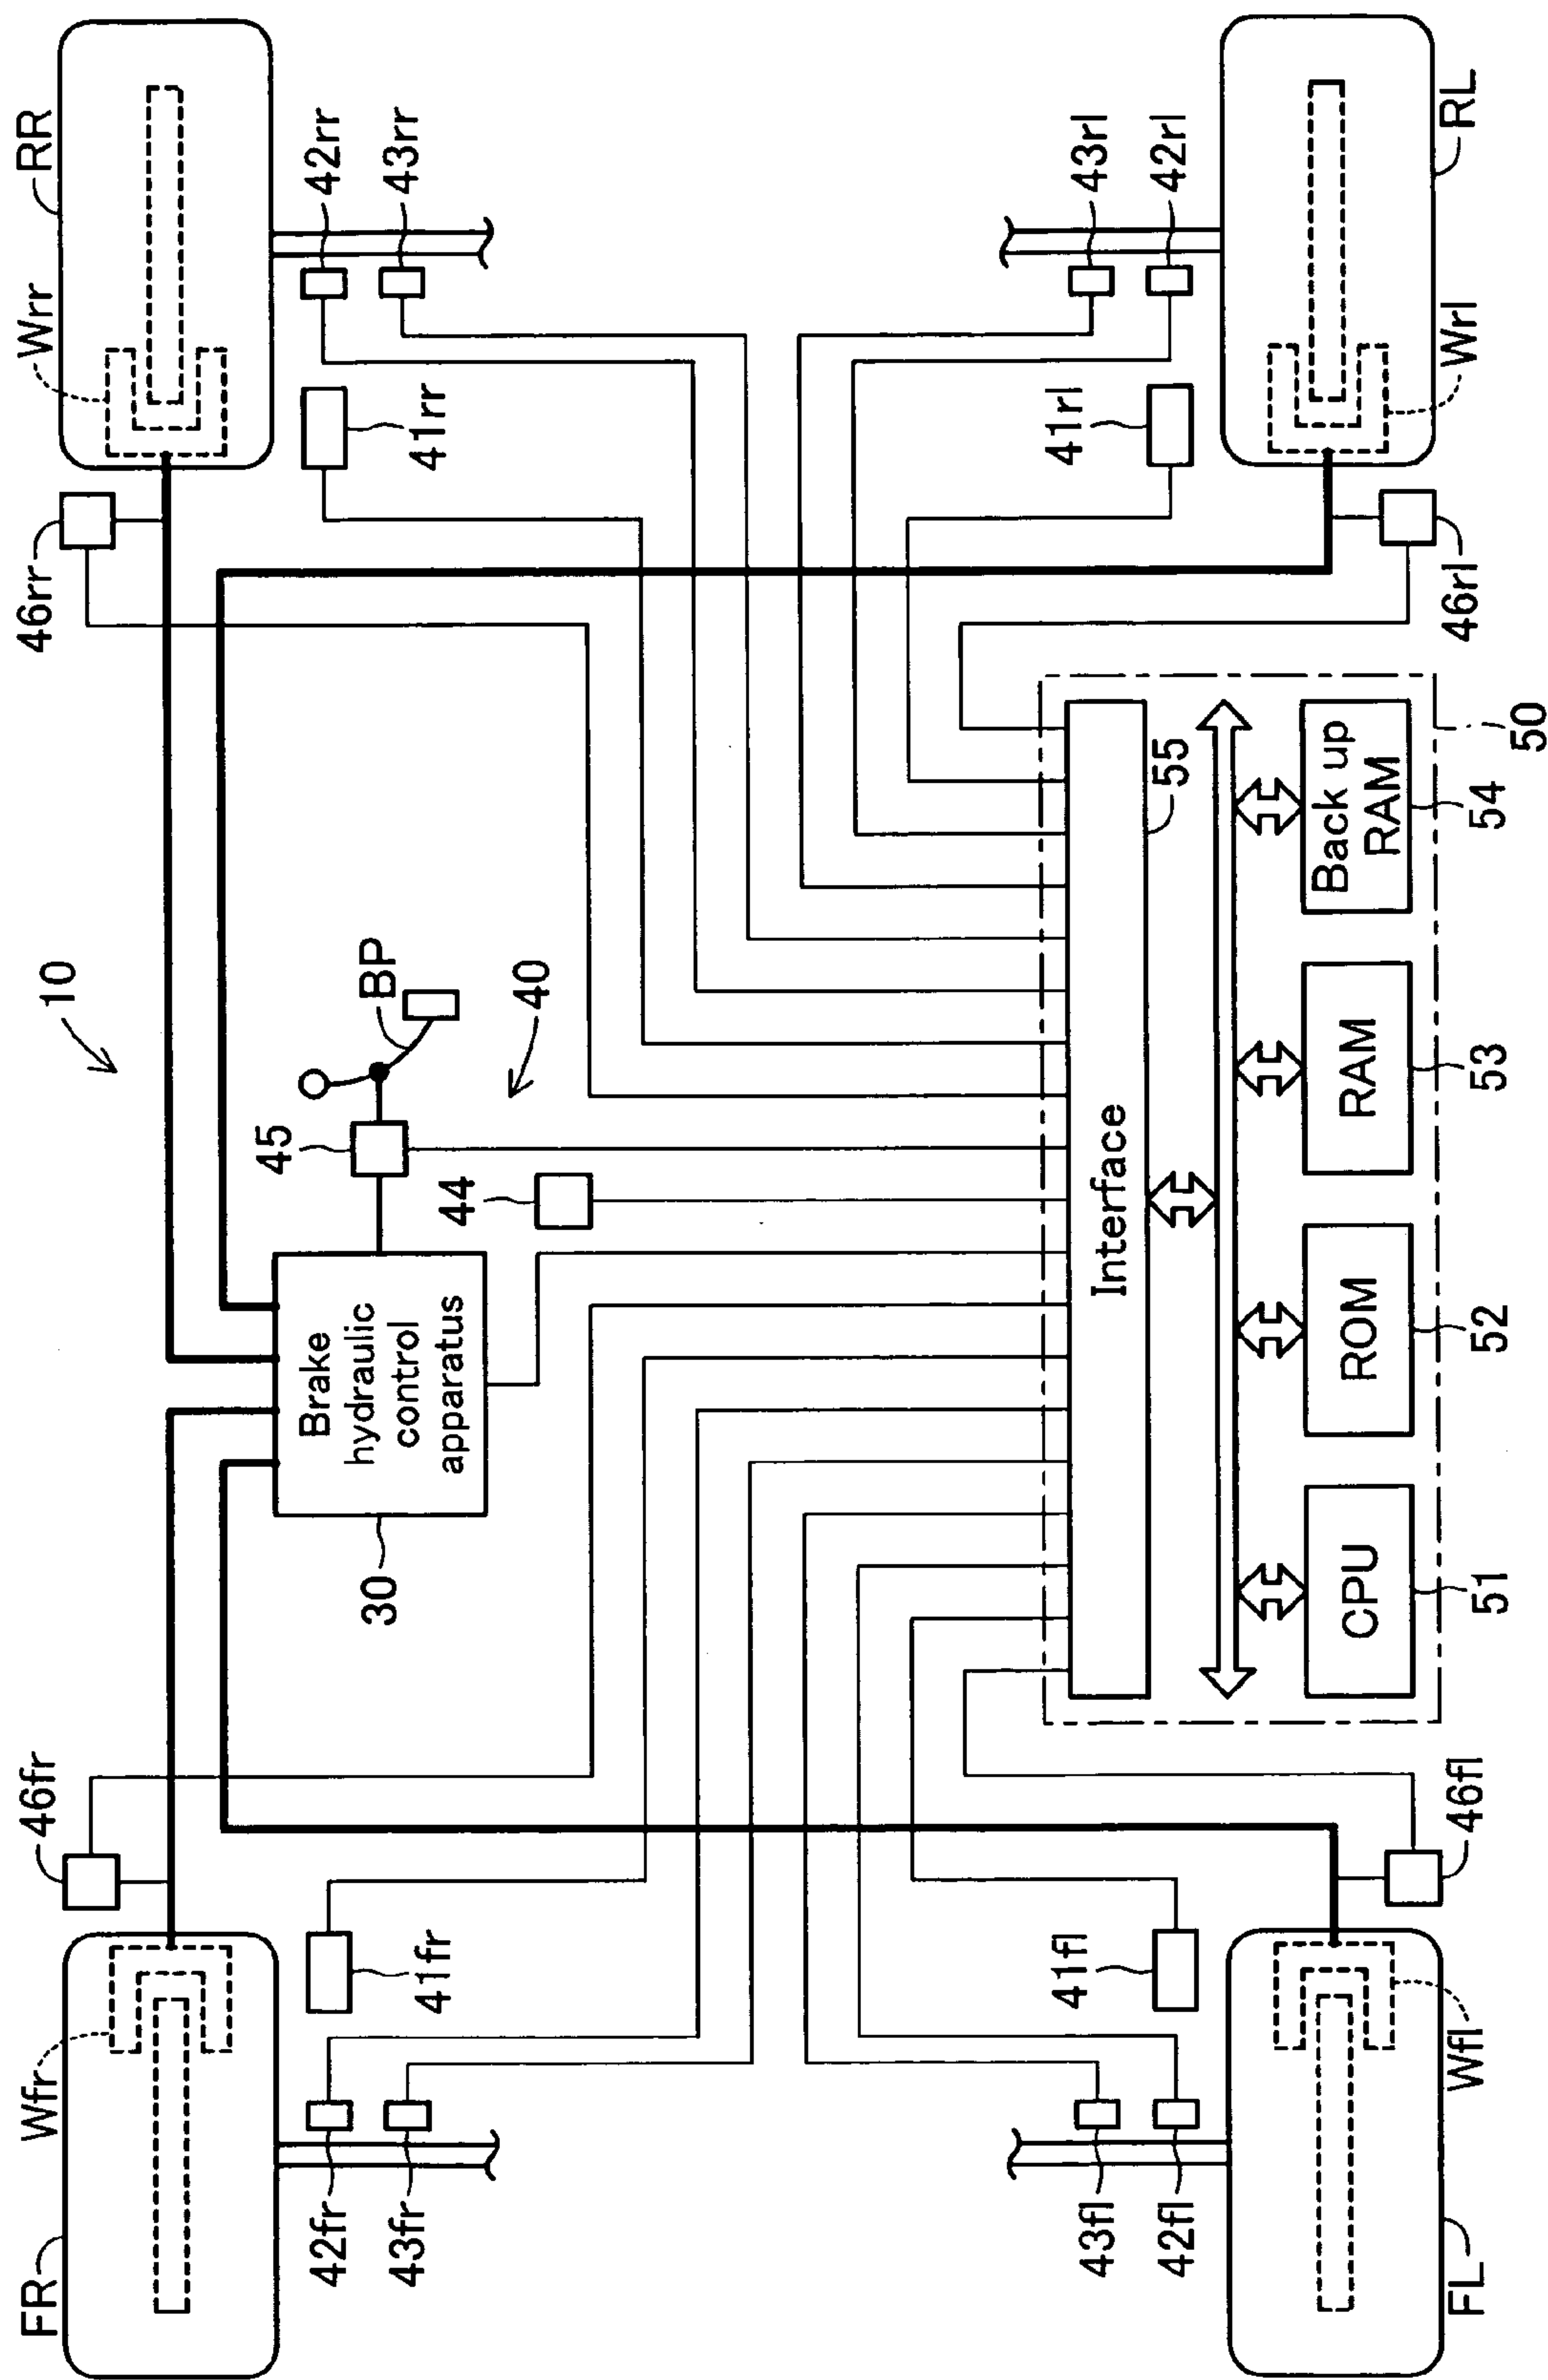 10
FR
Wfr
46fr
46rr
Wrr
RR
42fr
43fr
41fr
30
Brake
hydraulic
control
apparatus
45
44
BP
40
41rr
42rr
43rr
43fl
42fl
41fl
Interface
55
41rl
43rl
42rl
CPU
ROM
RAM
Back up
RAM
FL
Wfl
46fl
51
52
53
54
50
46rl
Wrl
RL